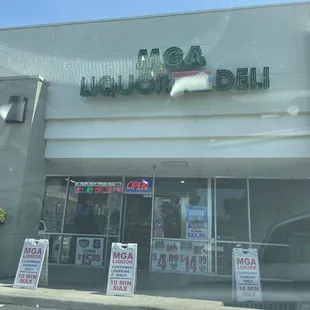 MGA
LIQUOR DELI
OPEN
$15
$4.99 $14.99
MGA
LIQUOR
CUSTOMER
PARKING
10 MIN
MAX
MGA
LIQUOR
CUSTOMER
PARKING
10 MIN MAX
MGA
LIQUOR
CUSTOMER
PARKING
10 MIN
MAX